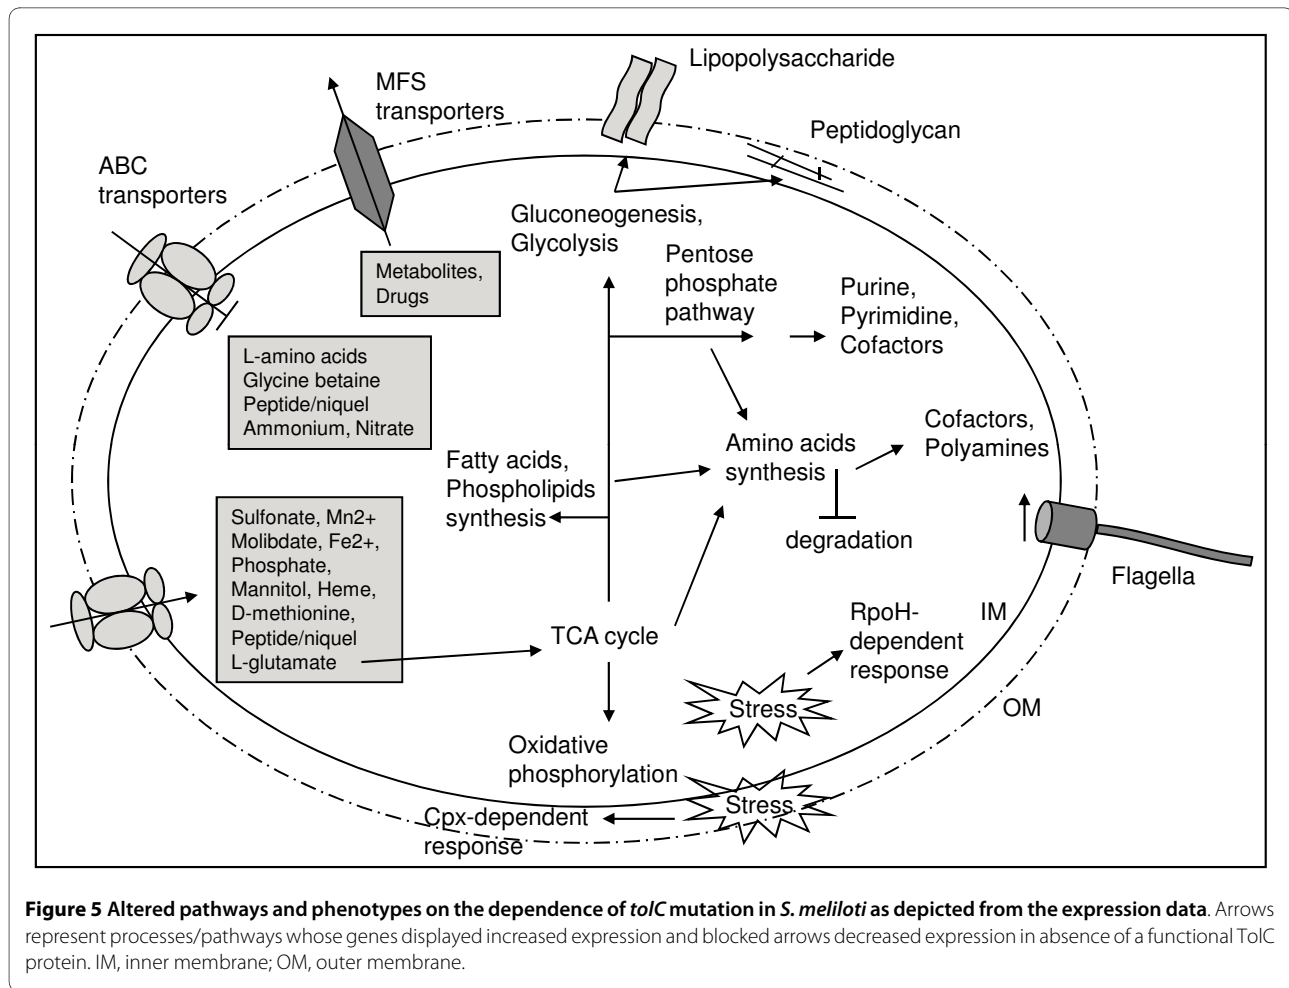 Lipopolysaccharide
MFS
transporters
Peptidoglycan
ABC
transporters
Gluconeogenesis,
Glycolysis
Metabolites,
Drugs
Pentose
phosphate
pathway
Purine,
Pyrimidine,
Cofactors
L-amino acids
Glycine betaine
Peptide/niquel
Ammonium, Nitrate
Cofactors,
Polyamines
Amino acids
synthesis
Fatty acids,
Phospholipids
synthesis
degradation
Sulfonate, Mn2+
Molibdate, Fe2+,
Phosphate,
Mannitol, Heme,
D-methionine,
Peptide/niquel
L-glutamate
Flagella
TCA cycle
RpoH-
dependent
response
IM
OM
Stress
Oxidative
phosphorylation
Stress
Cpx-dependent
response
Figure 5 Altered pathways and phenotypes on the dependence of tolC mutation in S. meliloti as depicted from the expression data. Arrows
represent processes/pathways whose genes displayed increased expression and blocked arrows decreased expression in absence of a functional TolC
protein. IM, inner membrane; OM, outer membrane.